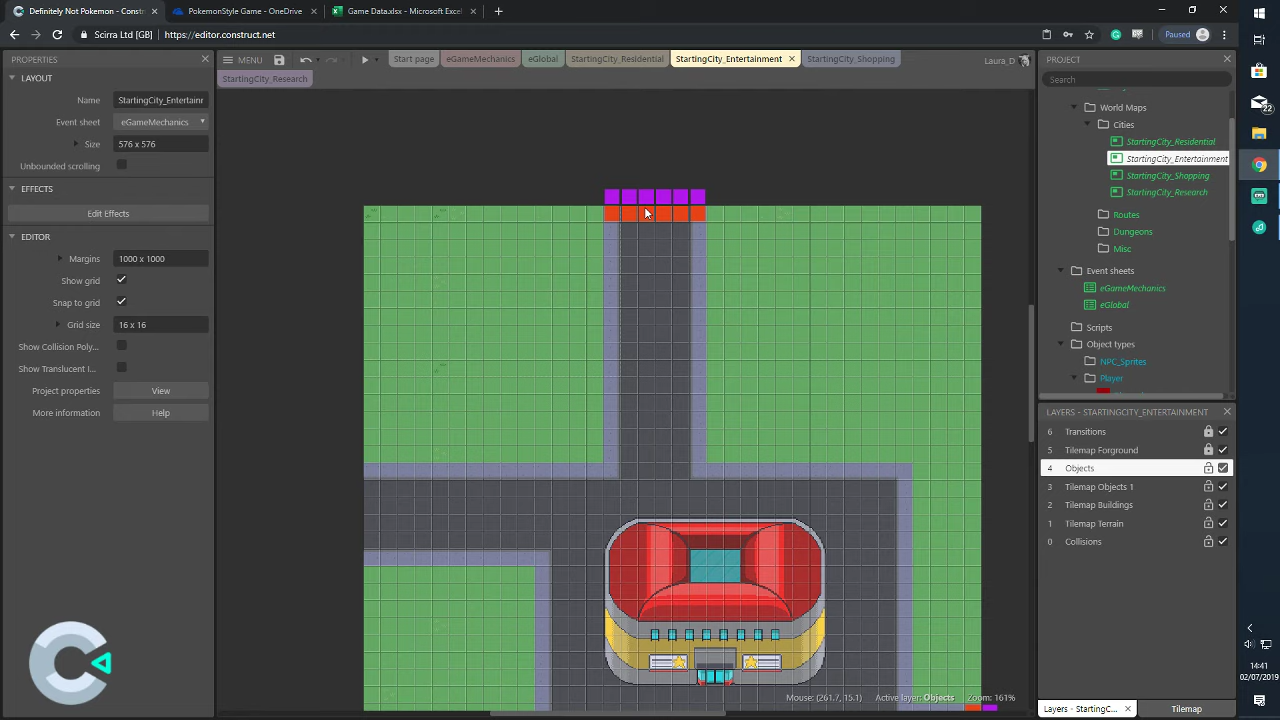 Definitely Not Pokemon - Constr
PokemonStyle Game - OneDrive
Game Data.xlsx - Microsoft Excel
Scirra Ltd [GB]
https://editor.construct.net
Paused
PROPERTIES
MENU
Start page
eGameMechanics
eGlobal
StartingCity_Residential
StartingCity_Entertainment
StartingCity_Shopping
Laura_D
StartingCity_Research
LAYOUT
Name
StartingCity_Entertainr
Event sheet
eGameMechanics
Size
576 x 576
Unbounded scrolling
EFFECTS
Edit Effects
EDITOR
Margins
1000 x 1000
Show grid
Snap to grid
Grid size
16 x 16
Show Collision Poly...
Show Translucent I...
Project properties
View
More information
Help
Mouse: (261.7, 15.1)
Active layer: Objects
Zoom: 161%
PROJECT
Search
World Maps
Cities
StartingCity_Residential
StartingCity_Entertainment
StartingCity_Shopping
StartingCity_Research
Routes
Dungeons
Misc
Event sheets
eGameMechanics
eGlobal
Scripts
Object types
NPC_Sprites
Player
LAYERS - STARTINGCITY_ENTERTAINMENT
6 Transitions
5 Tilemap Forground
4 Objects
3 Tilemap Objects 1
2 Tilemap Buildings
1 Tilemap Terrain
0 Collisions
Layers - StartingC...
Tilemap
22
14:41
02/07/2019